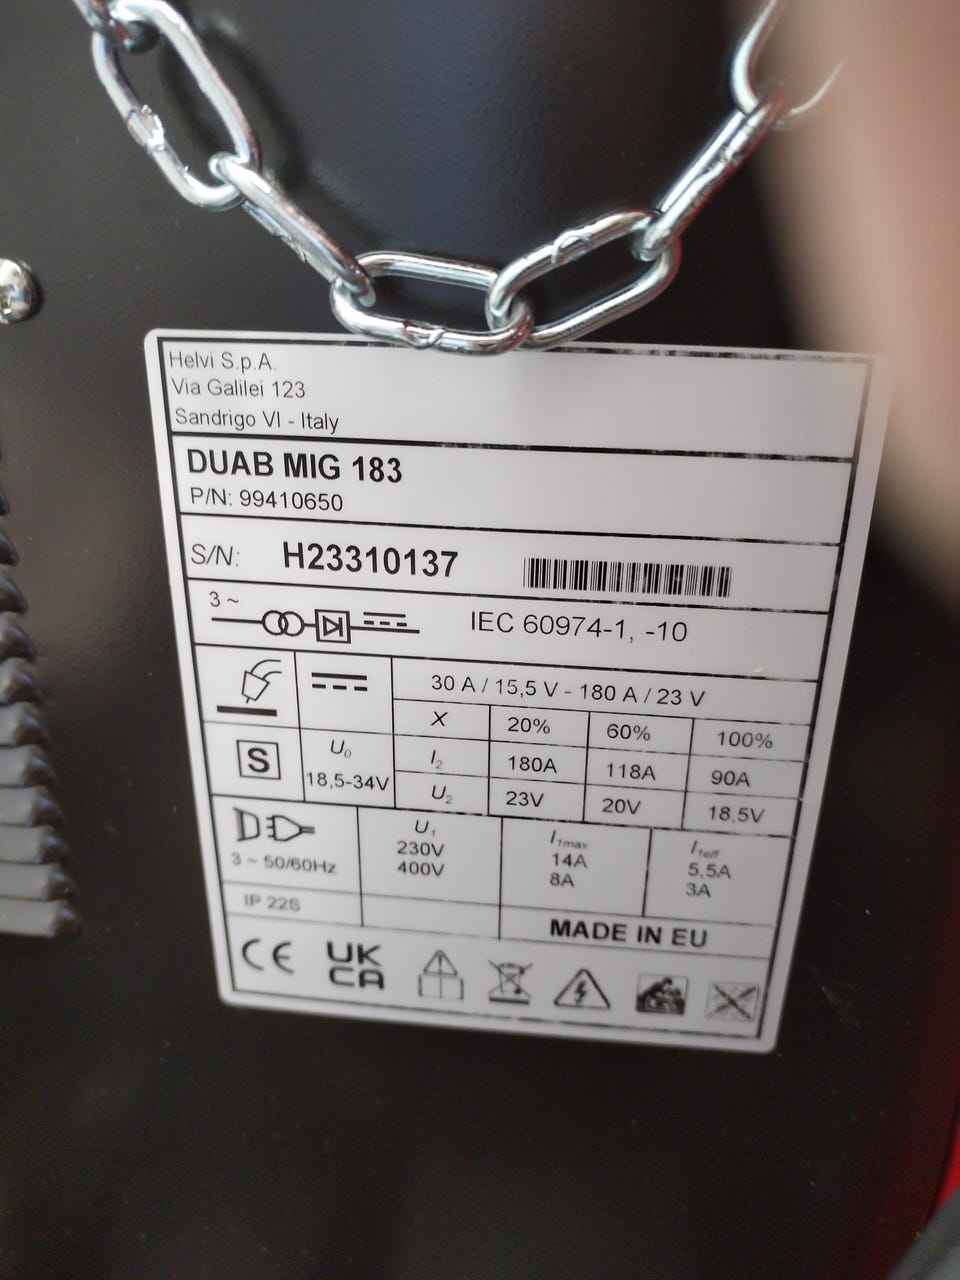 Helvi S.p.A.
Via Galilei 123
Sandrigo VI - Italy
DUAB MIG 183
P/N: 99410650
S/N: H23310137
3 ~ IEC 60974-1, -10
30 A / 15,5 V - 180 A / 23 V
X 20% 60% 100%
S U₀ I₂ 180A 118A 90A
18,5-34V U₂ 23V 20V 18,5V
U₁ I₁max I₁eff
230V 14A 5,5A
3 ~ 50/60Hz 400V 8A 3A
IP 22S
MADE IN EU
CE UK
CA